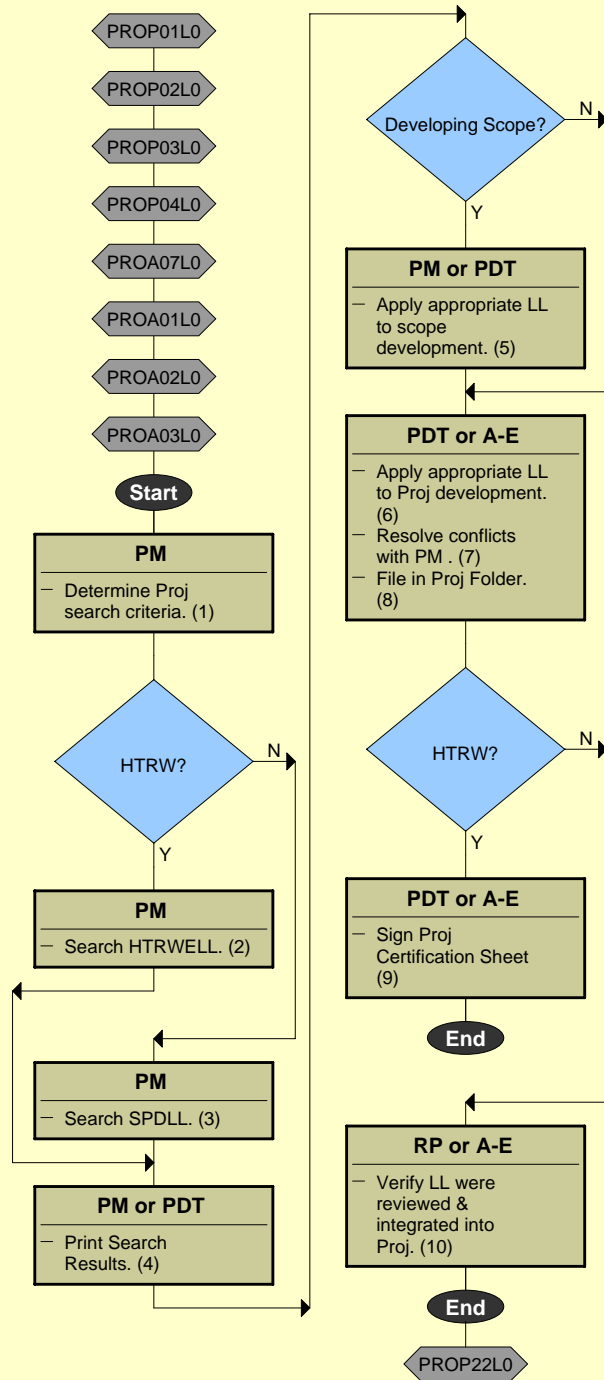 PROP01L0
PROP02L0
PROP03L0
PROP04L0
PROA07L0
PROA01L0
PROA02L0
PROA03L0
Start
PM
– Determine Proj
search criteria. (1)
HTRW?
N
Y
PM
– Search HTRWELL. (2)
PM
– Search SPDLL. (3)
PM or PDT
– Print Search
Results. (4)
Developing Scope?
N
Y
PM or PDT
– Apply appropriate LL
to scope
development. (5)
PDT or A-E
– Apply appropriate LL
to Proj development.
(6)
– Resolve conflicts
with PM . (7)
– File in Proj Folder.
(8)
HTRW?
N
Y
PDT or A-E
– Sign Proj
Certification Sheet
(9)
End
RP or A-E
– Verify LL were
reviewed &
integrated into
Proj. (10)
End
PROP22L0